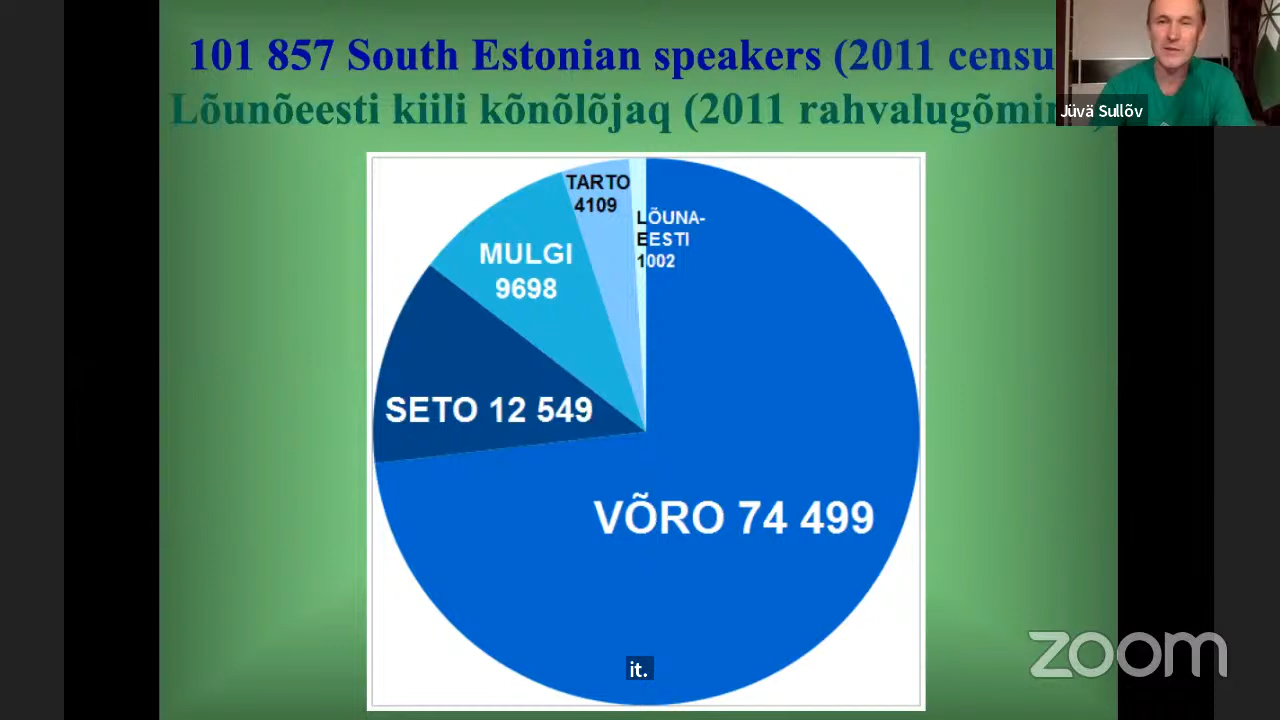 101 857 South Estonian speakers (2011 censu
Lõunõeesti kiili kõnõlõjaq (2011 rahvalugõmin
Jüvä Sullõv
TARTO
4109
LÕUNA-
EESTI
1002
MULGI
9698
SETO 12 549
VÕRO 74 499
it.
zoom